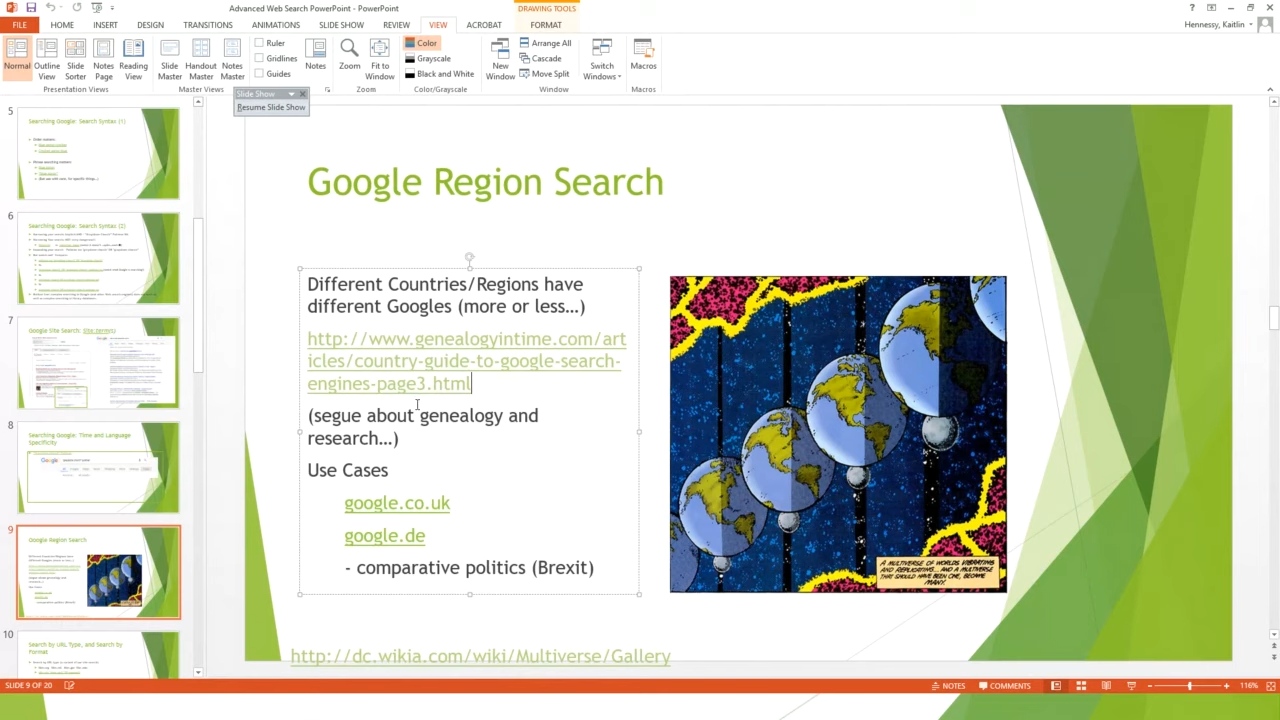 Advanced Web Search PowerPoint - PowerPoint
DRAWING TOOLS
FILE HOME INSERT DESIGN TRANSITIONS ANIMATIONS SLIDE SHOW REVIEW VIEW ACROBAT FORMAT
Hennessy, Kaitlin
Normal
Outline View
Slide Sorter
Notes Page
Reading View
Presentation Views
Slide Master
Handout Master
Notes Master
Master Views
Ruler
Gridlines
Guides
Notes
Zoom
Fit to Window
Zoom
Color
Grayscale
Black and White
Color/Grayscale
New Window
Arrange All
Cascade
Move Split
Switch Windows
Window
Macros
Macros
Slide Show
Resume Slide Show
5
Searching Google: Search Syntax (1)
6
Searching Google: Search Syntax (2)
7
Google Site Search: Site:term(s)
8
Searching Google: Time and Language
Specificity
9
Google Region Search
10
Search by URL Type, and Search by
Format
Google Region Search
Different Countries/Regions have
different Googles (more or less…)
http://www.genealogyintime.com/art
icles/country-guide-to-google-search-
engines-page3.html
(segue about genealogy and
research…)
Use Cases
google.co.uk
google.de
- comparative politics (Brexit)
A MULTIVERSE OF WORLDS VIBRATING
AND REPLICATING... AND A MULTIVERSE
THAT SHOULD HAVE BEEN ONE, BECAME
MANY.
http://dc.wikia.com/wiki/Multiverse/Gallery
SLIDE 9 OF 20
NOTES COMMENTS 116%